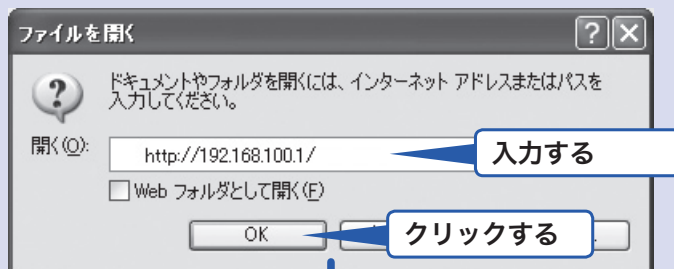 ファイルを開く
ドキュメントやフォルダを開くには、インターネット アドレスまたはパスを
入力してください。
開く(O):
http://192.168.100.1/
入力する
Web フォルダとして開く(F)
OK
クリックする